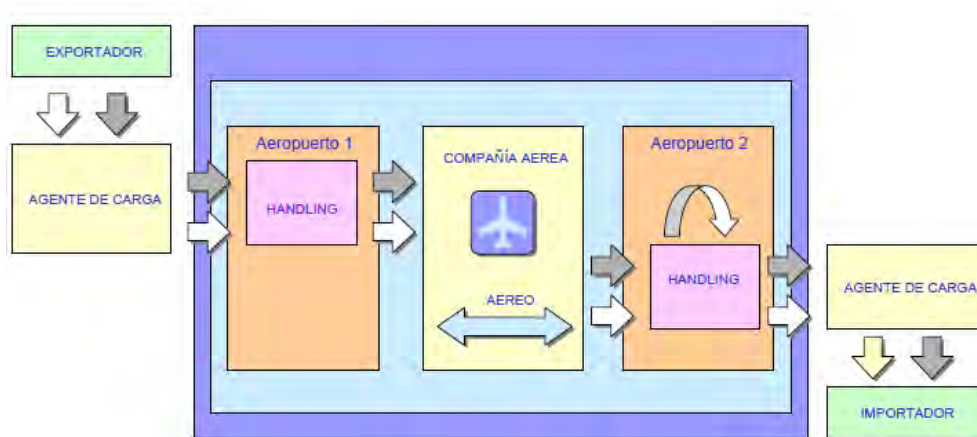 EXPORTADOR
AGENTE DE CARGA
Aeropuerto 1
HANDLING
COMPAÑÍA AEREA
AEREO
Aeropuerto 2
HANDLING
AGENTE DE CARGA
IMPORTADOR